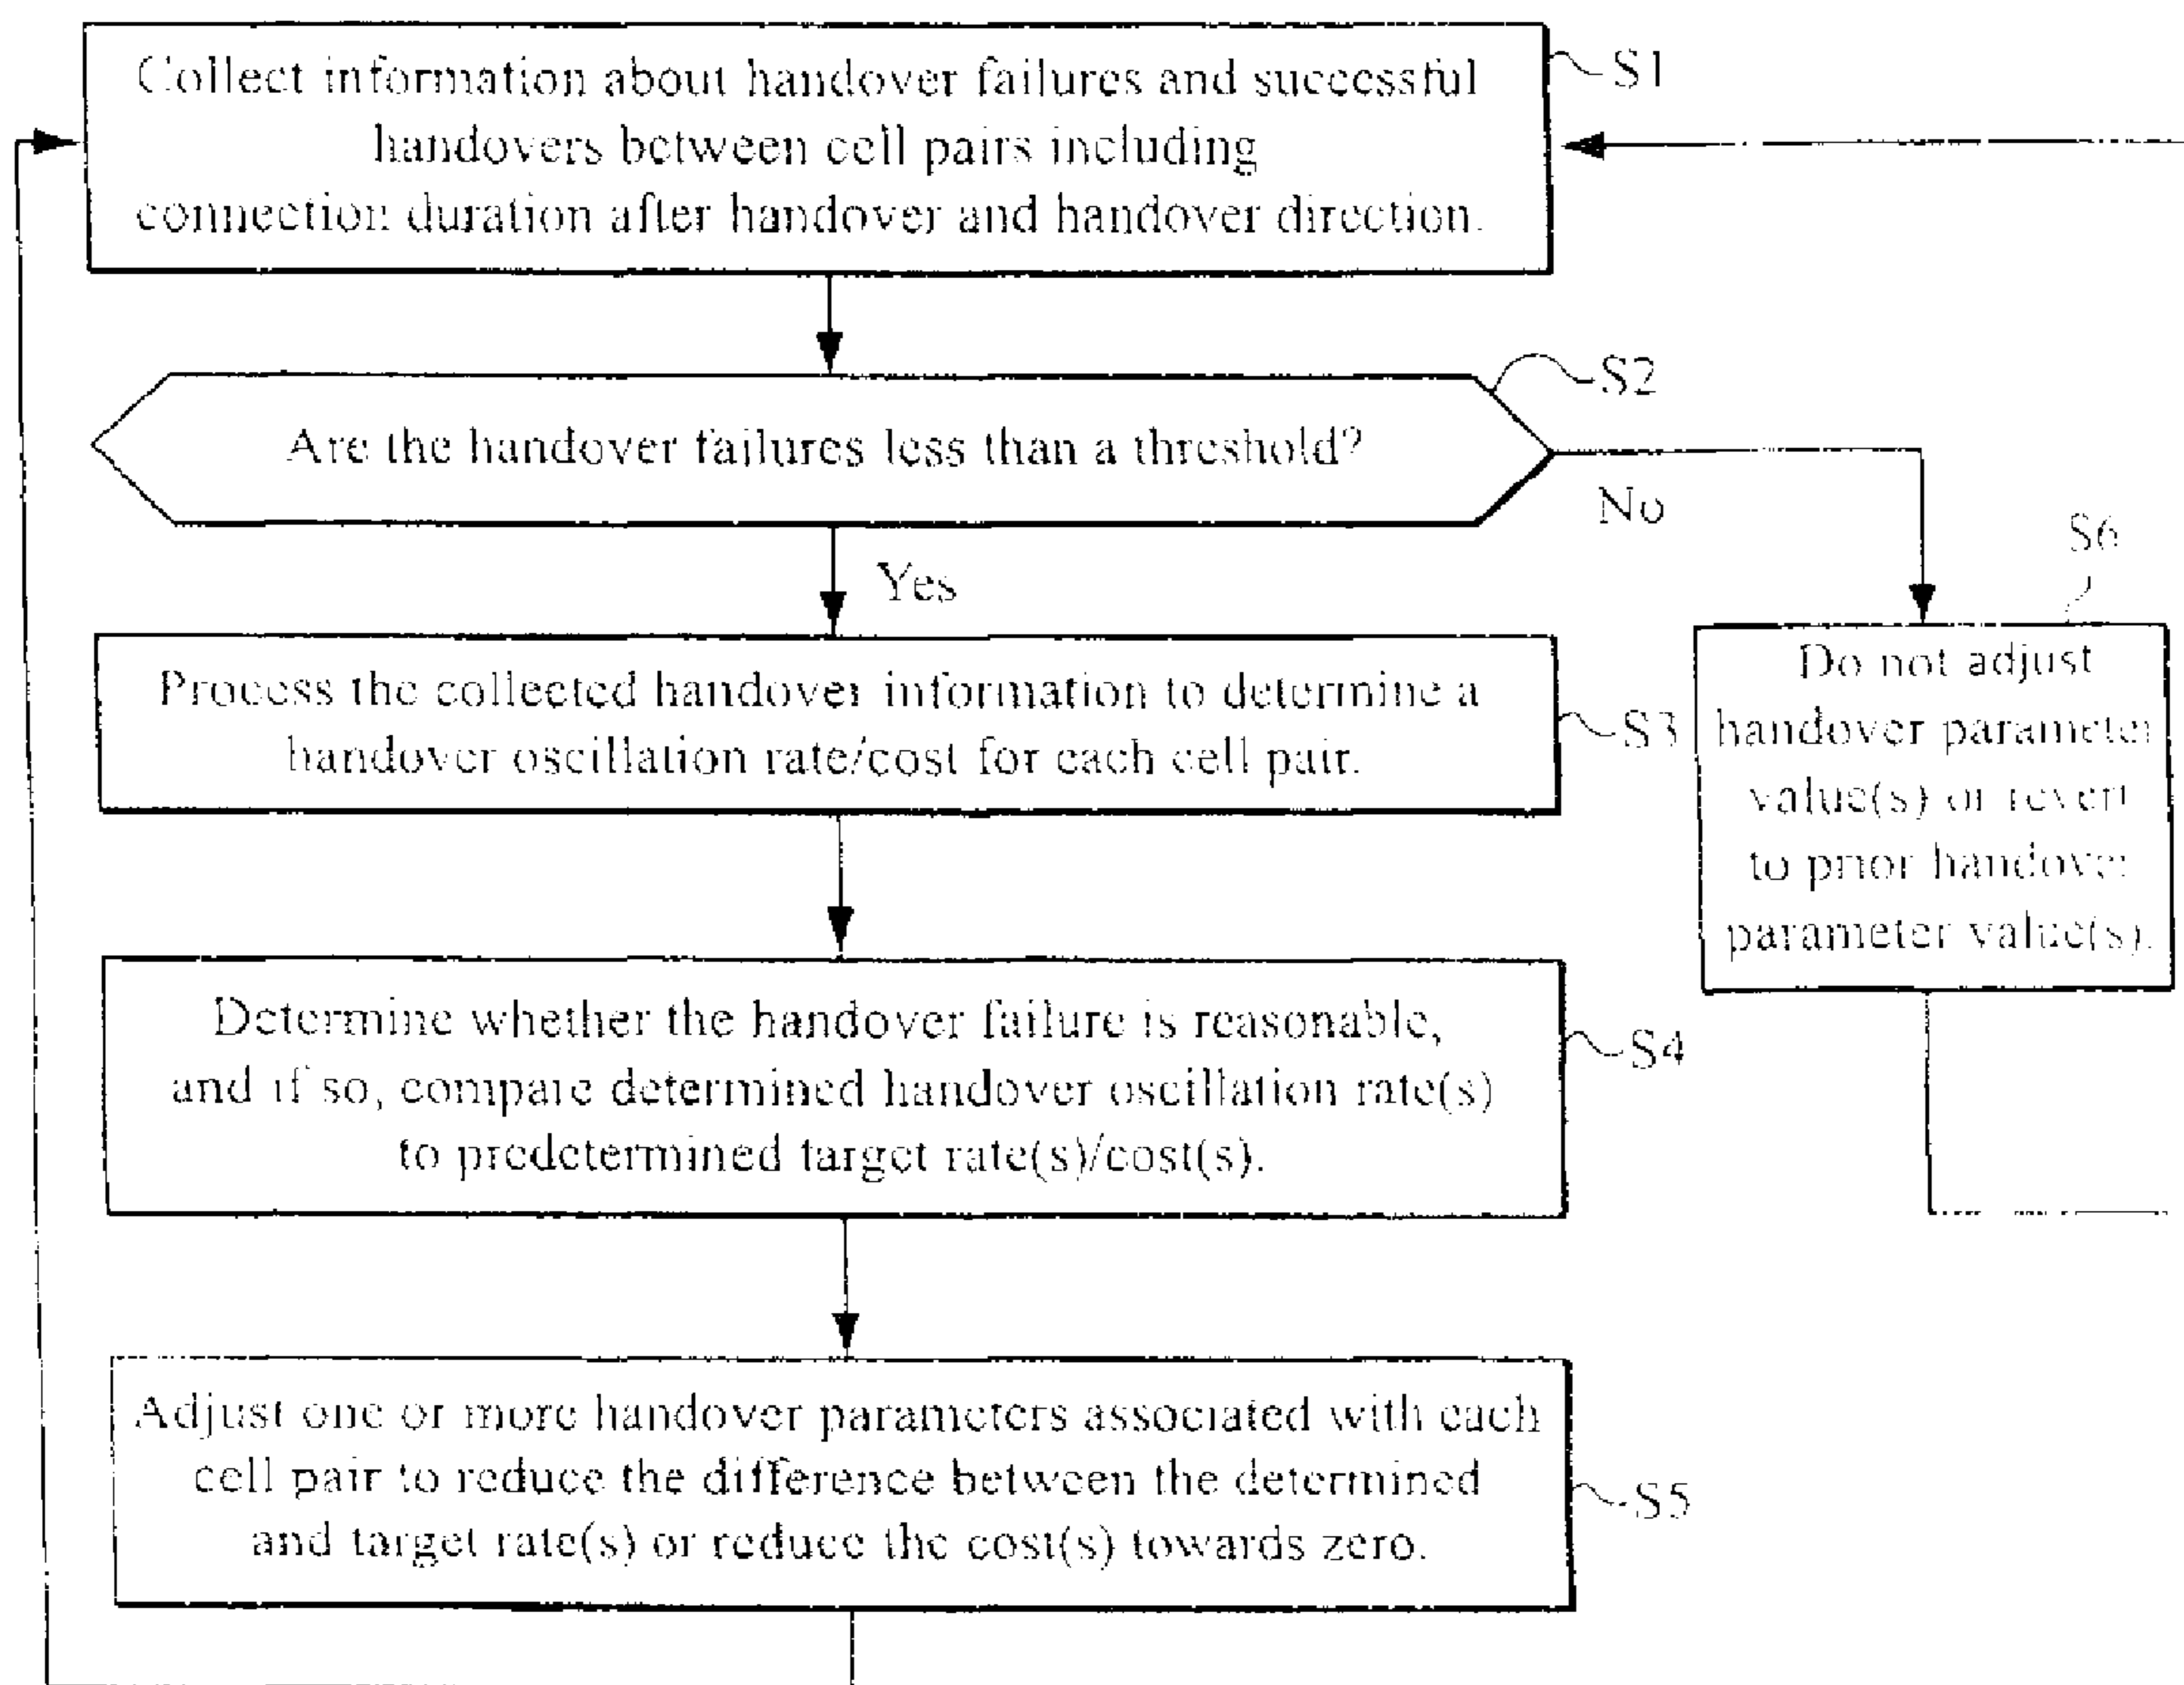 Collect information about handover failures and successful
handovers between cell pairs including
connection duration after handover and handover direction.
S1
S2
Are the handover failures less than a threshold?
No
Yes
S6
Process the collected handover information to determine a
handover oscillation rate/cost for each cell pair.
S3
Do not adjust
handover parameter
value(s) or revert
to prior handover
parameter value(s).
Determine whether the handover failure is reasonable,
and if so, compare determined handover oscillation rate(s)
to predetermined target rate(s)/cost(s).
S4
Adjust one or more handover parameters associated with each
cell pair to reduce the difference between the determined
and target rate(s) or reduce the cost(s) towards zero.
S5